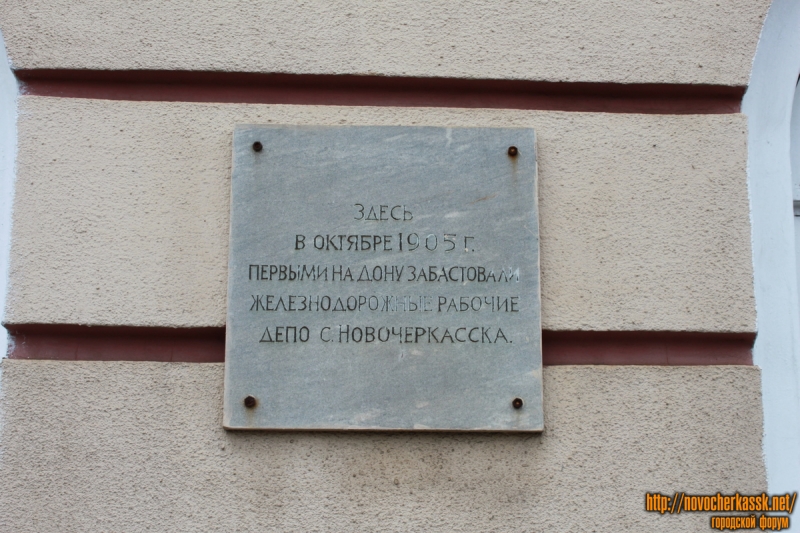 Здесь
в октябре 1905 г.
первыми на Дону забастовали
железнодорожные рабочие
депо с. Новочеркасска.
http://novocherkassk.net/
городской форум